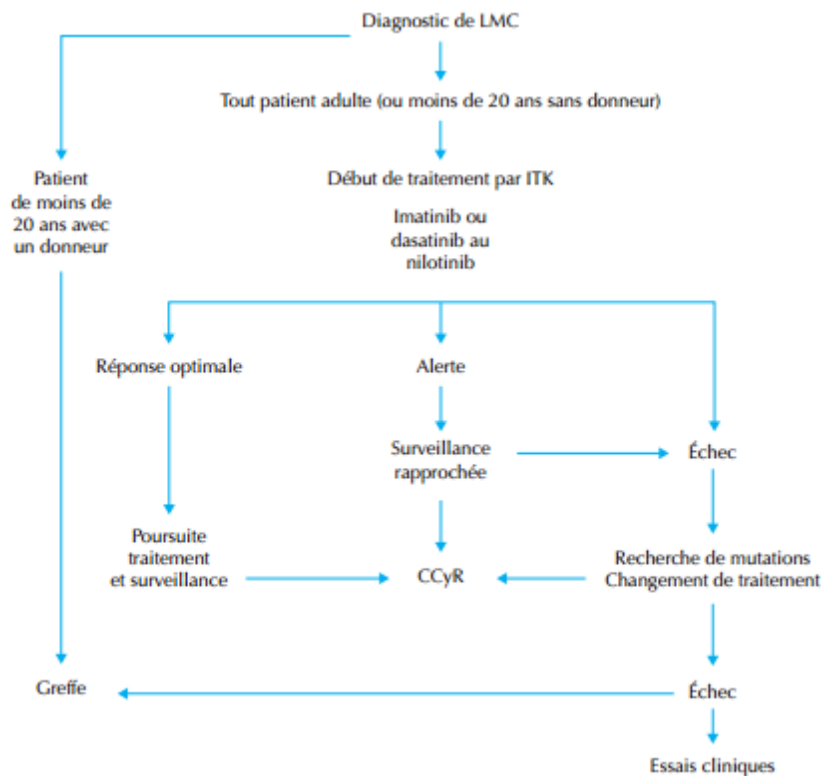 Diagnostic de LMC
Tout patient adulte (ou moins de 20 ans sans donneur)
Patient
de moins de
20 ans avec
un donneur
Début de traitement par ITK
Imatinib ou
dasatinib au
nilotinib
Réponse optimale
Alerte
Surveillance
rapprochée
Échec
Poursuite
traitement
et surveillance
CCyR
Recherche de mutations
Changement de traitement
Greffe
Échec
Essais cliniques